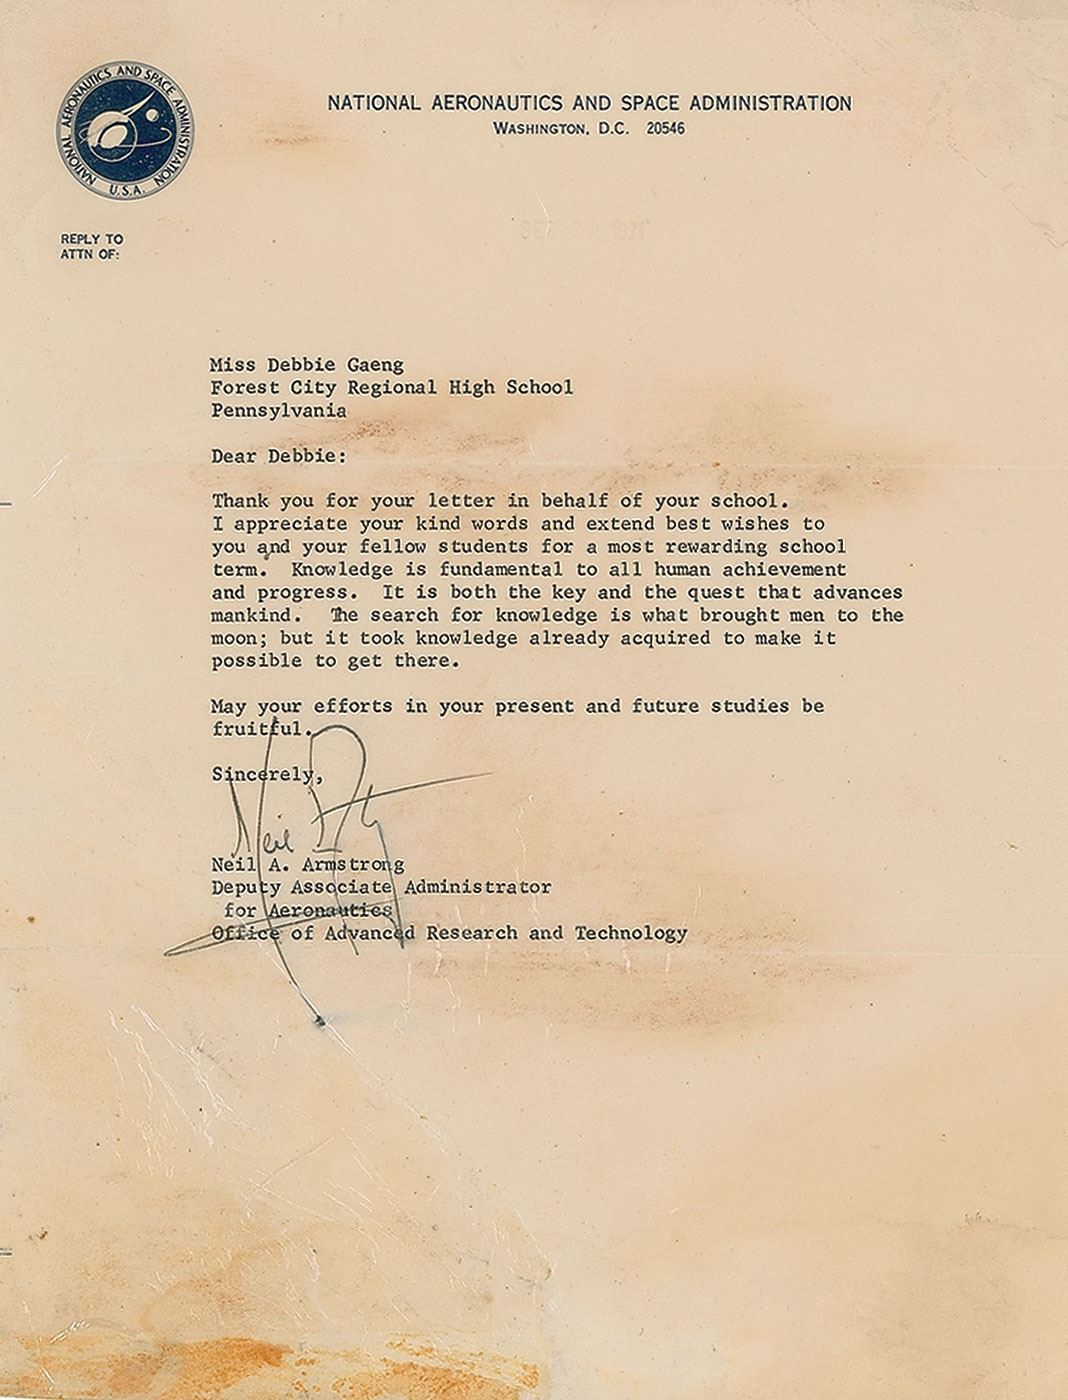 NATIONAL AERONAUTICS AND SPACE ADMINISTRATION
U.S.A.
NATIONAL AERONAUTICS AND SPACE ADMINISTRATION
WASHINGTON, D.C. 20546
REPLY TO
ATTN OF:
Miss Debbie Gaeng
Forest City Regional High School
Pennsylvania
Dear Debbie:
Thank you for your letter in behalf of your school.
I appreciate your kind words and extend best wishes to
you and your fellow students for a most rewarding school
term. Knowledge is fundamental to all human achievement
and progress. It is both the key and the quest that advances
mankind. The search for knowledge is what brought men to the
moon; but it took knowledge already acquired to make it
possible to get there.
May your efforts in your present and future studies be
fruitful.
Sincerely,
Neil
Neil A. Armstrong
Deputy Associate Administrator
for Aeronautics
Office of Advanced Research and Technology